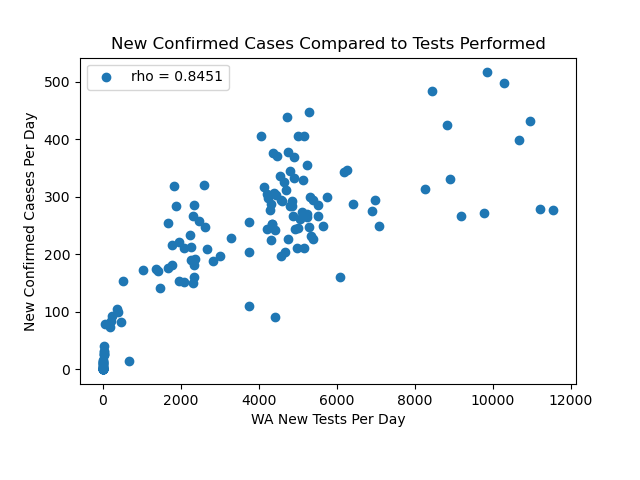 New Confirmed Cases Compared to Tests Performed
rho = 0.8451
500
400
300
200
100
0
New Confirmed Caeses Per Day
0 2000 4000 6000 8000 10000 12000
WA New Tests Per Day